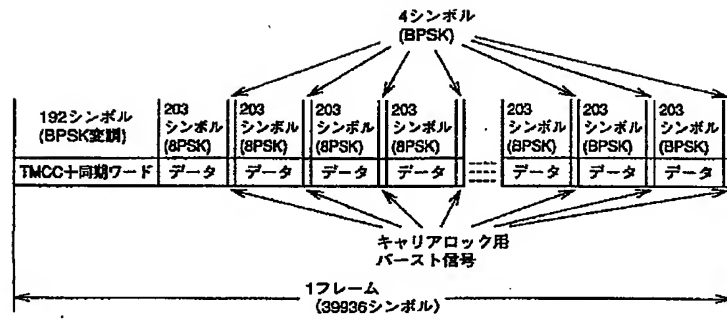 4シンボル
(BPSK)
192シンボル
(BPSK変調)
203
シンボル
(8PSK)
203
シンボル
(8PSK)
203
シンボル
(8PSK)
203
シンボル
(8PSK)
203
シンボル
(BPSK)
203
シンボル
(BPSK)
203
シンボル
(BPSK)
TMCC+同期ワード
データ
データ
データ
データ
データ
データ
データ
キャリアロック用
バースト信号
1フレーム
(39936シンボル)